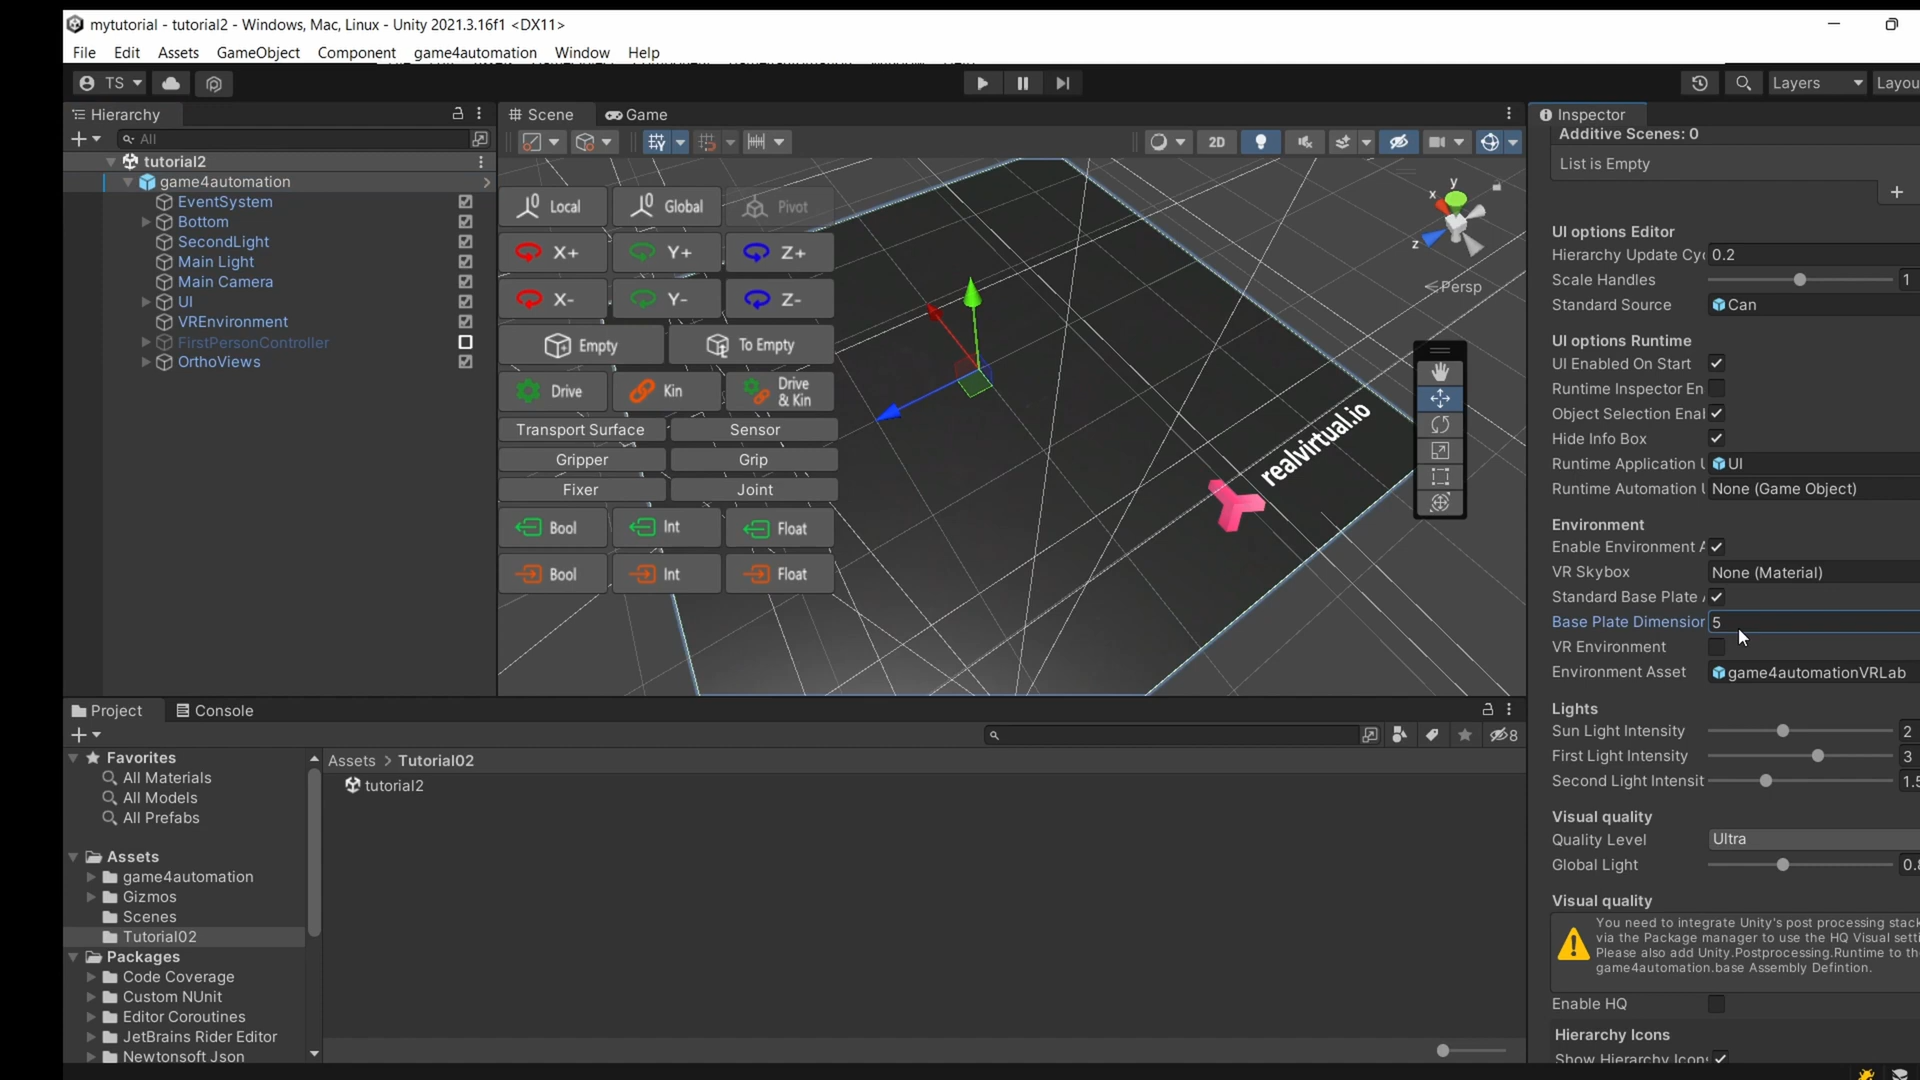 mytutorial - tutorial2 - Windows, Mac, Linux - Unity 2021.3.16f1 <DX11>
File Edit Assets GameObject Component game4automation Window Help
TS
Layers
Layou
Hierarchy
All
tutorial2
game4automation
EventSystem
Bottom
SecondLight
Main Light
Main Camera
UI
VREnvironment
FirstPersonController
OrthoViews
Scene Game
2D
Local Global Pivot
X+ Y+ Z+
X- Y- Z-
Empty To Empty
Drive Kin Drive & Kin
Transport Surface Sensor
Gripper Grip
Fixer Joint
Bool Int Float
Bool Int Float
y
x
z
Persp
realvirtual.io
Inspector
Additive Scenes: 0
List is Empty
UI options Editor
Hierarchy Update Cy 0.2
Scale Handles 1
Standard Source Can
UI options Runtime
UI Enabled On Start
Runtime Inspector En
Object Selection Enal
Hide Info Box
Runtime Application UI
Runtime Automation None (Game Object)
Environment
Enable Environment A
VR Skybox None (Material)
Standard Base Plate
Base Plate Dimension 5
VR Environment
Environment Asset game4automationVRLab
Lights
Sun Light Intensity 2
First Light Intensity 3
Second Light Intensit 1.5
Visual quality
Quality Level Ultra
Global Light 0.8
Visual quality
You need to integrate Unity's post processing stack
via the Package manager to use the HQ Visual setti
Please also add Unity.Postprocessing.Runtime to th
game4automation.base Assembly Defintion.
Enable HQ
Hierarchy Icons
Show Hierarchy Icon
Project Console
8
Favorites
All Materials
All Models
All Prefabs
Assets
game4automation
Gizmos
Scenes
Tutorial02
Packages
Code Coverage
Custom NUnit
Editor Coroutines
JetBrains Rider Editor
Newtonsoft Json
Assets > Tutorial02
tutorial2